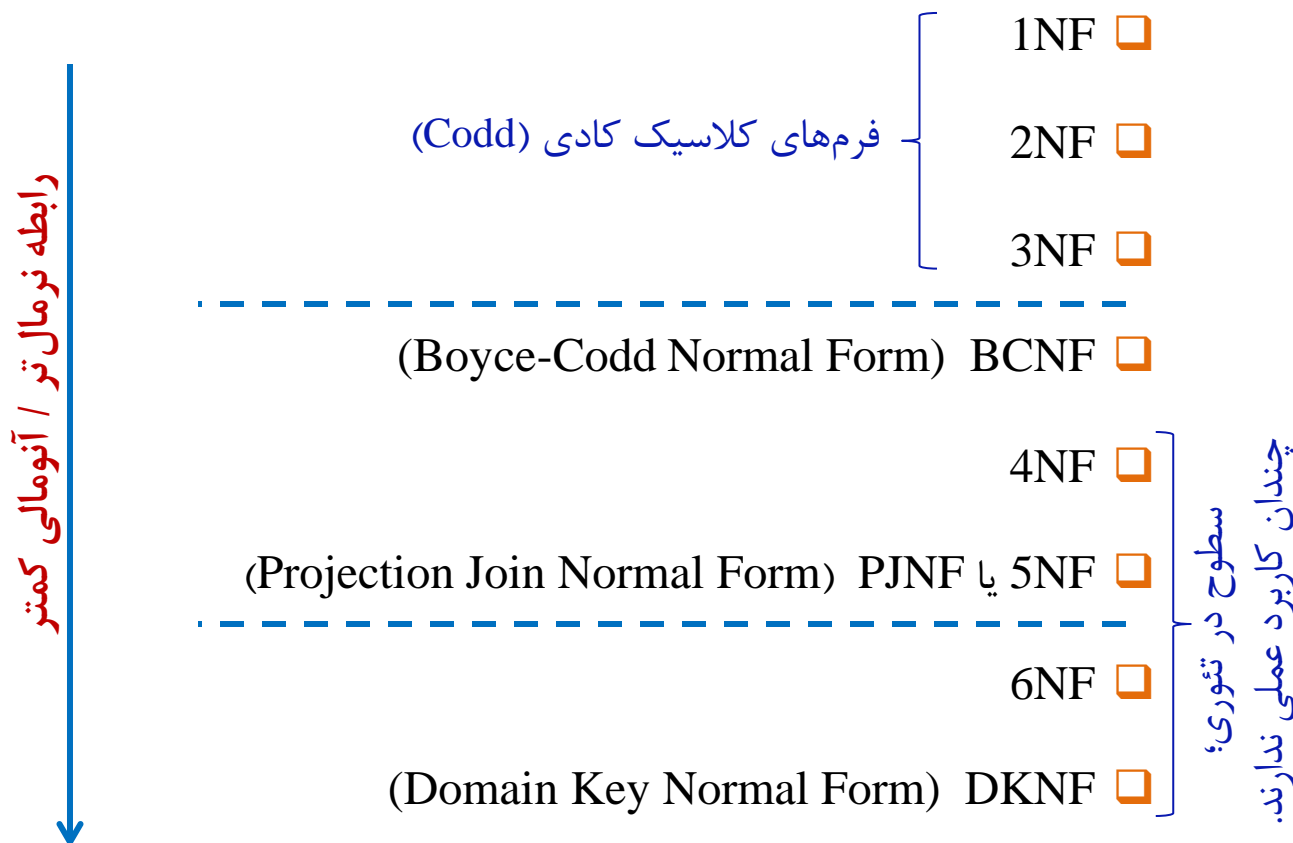 1NF
2NF
فرم‌های کلاسیک کادی (Codd)
3NF
BCNF (Boyce-Codd Normal Form)
4NF
5NF یا PJNF (Projection Join Normal Form)
6NF
DKNF (Domain Key Normal Form)
سطوح در تئوری؛
چندان کاربرد عملی ندارند.
رابطه نرمال‌تر / آنومالی کمتر